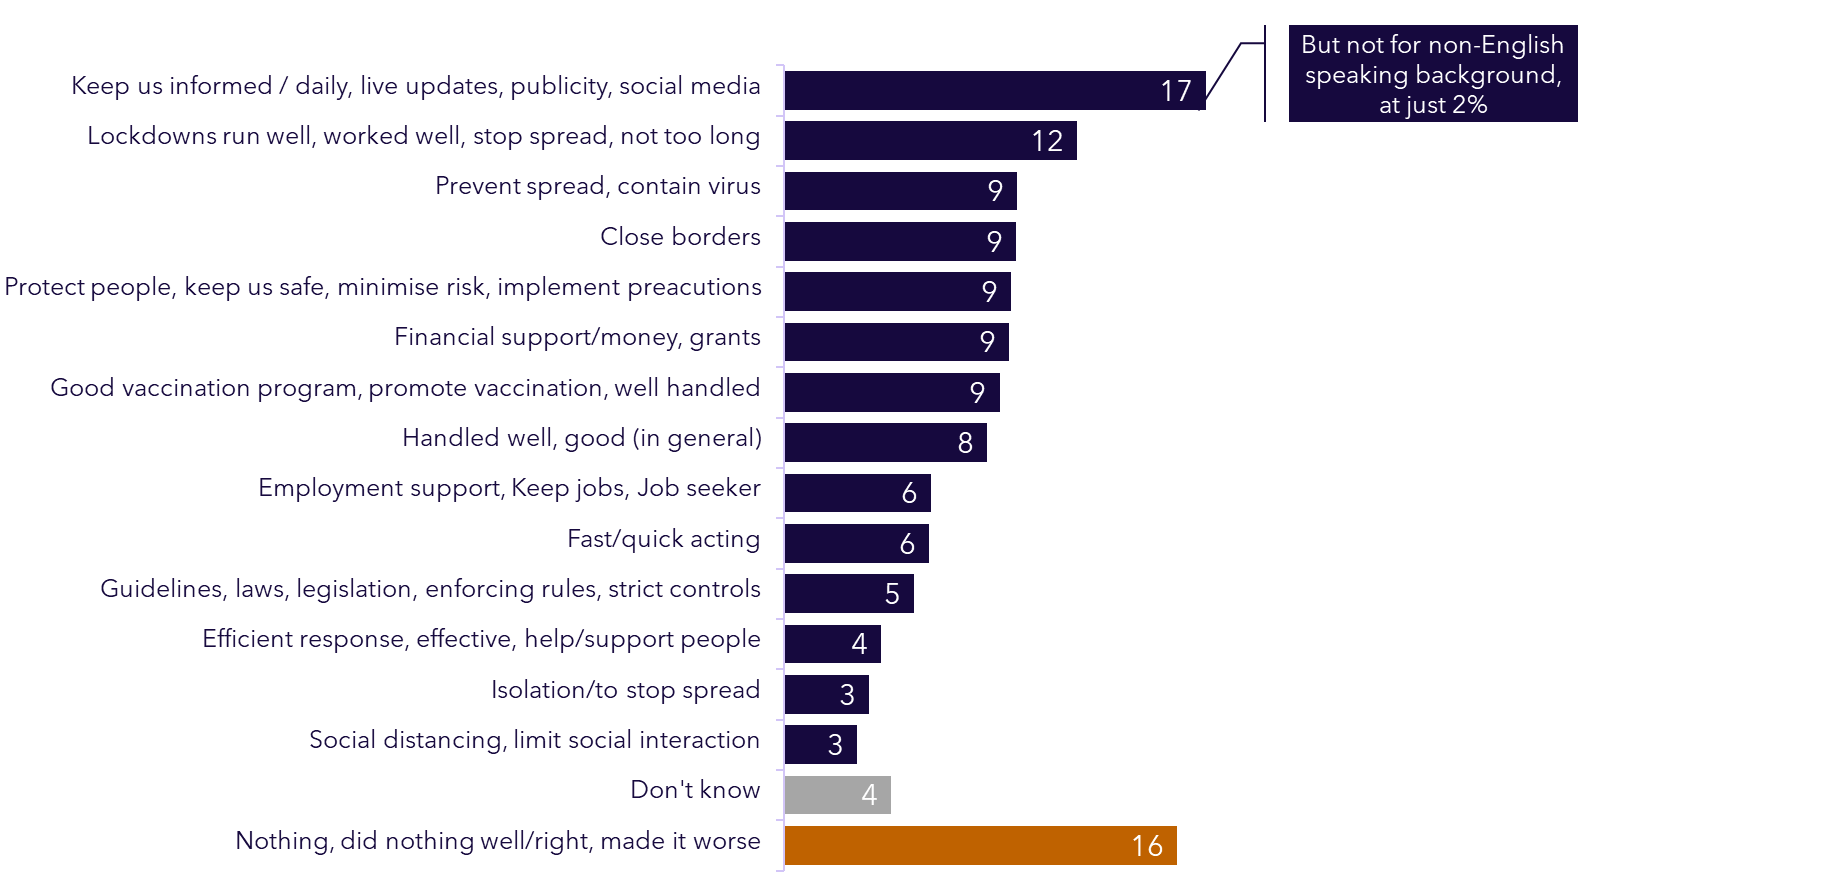 But not for non-English
speaking background,
at just 2%
Keep us informed / daily, live updates, publicity, social media 17
Lockdowns run well, worked well, stop spread, not too long 12
Prevent spread, contain virus 9
Close borders 9
Protect people, keep us safe, minimise risk, implement preacutions 9
Financial support/money, grants 9
Good vaccination program, promote vaccination, well handled 9
Handled well, good (in general) 8
Employment support, Keep jobs, Job seeker 6
Fast/quick acting 6
Guidelines, laws, legislation, enforcing rules, strict controls 5
Efficient response, effective, help/support people 4
Isolation/to stop spread 3
Social distancing, limit social interaction 3
Don't know 4
Nothing, did nothing well/right, made it worse 16